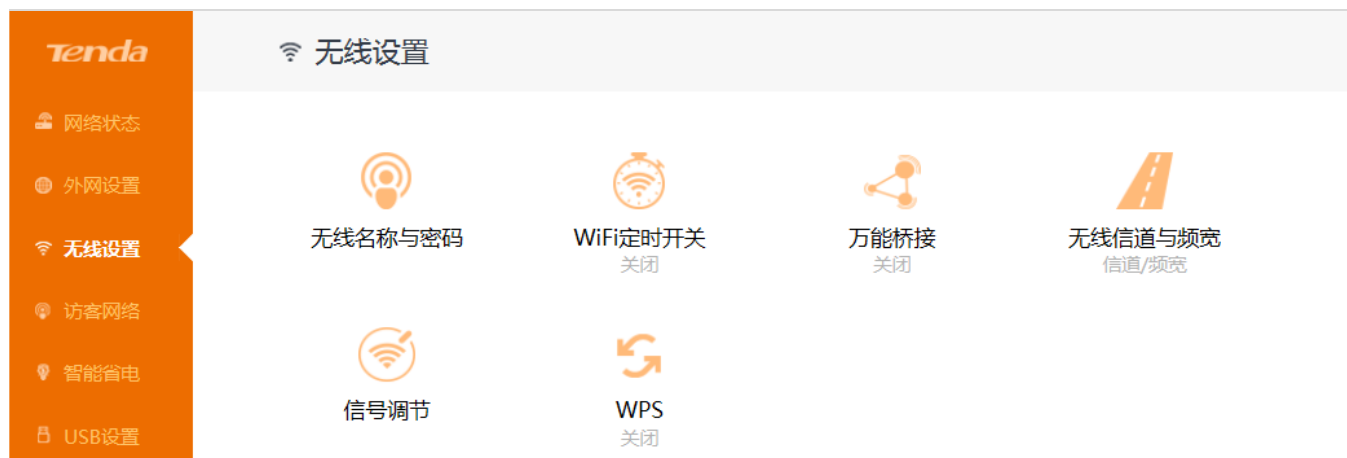 Tenda
无线设置
网络状态
外网设置
无线设置
访客网络
智能省电
USB设置
无线名称与密码
WiFi定时开关
关闭
万能桥接
关闭
无线信道与频宽
信道/频宽
信号调节
WPS
关闭